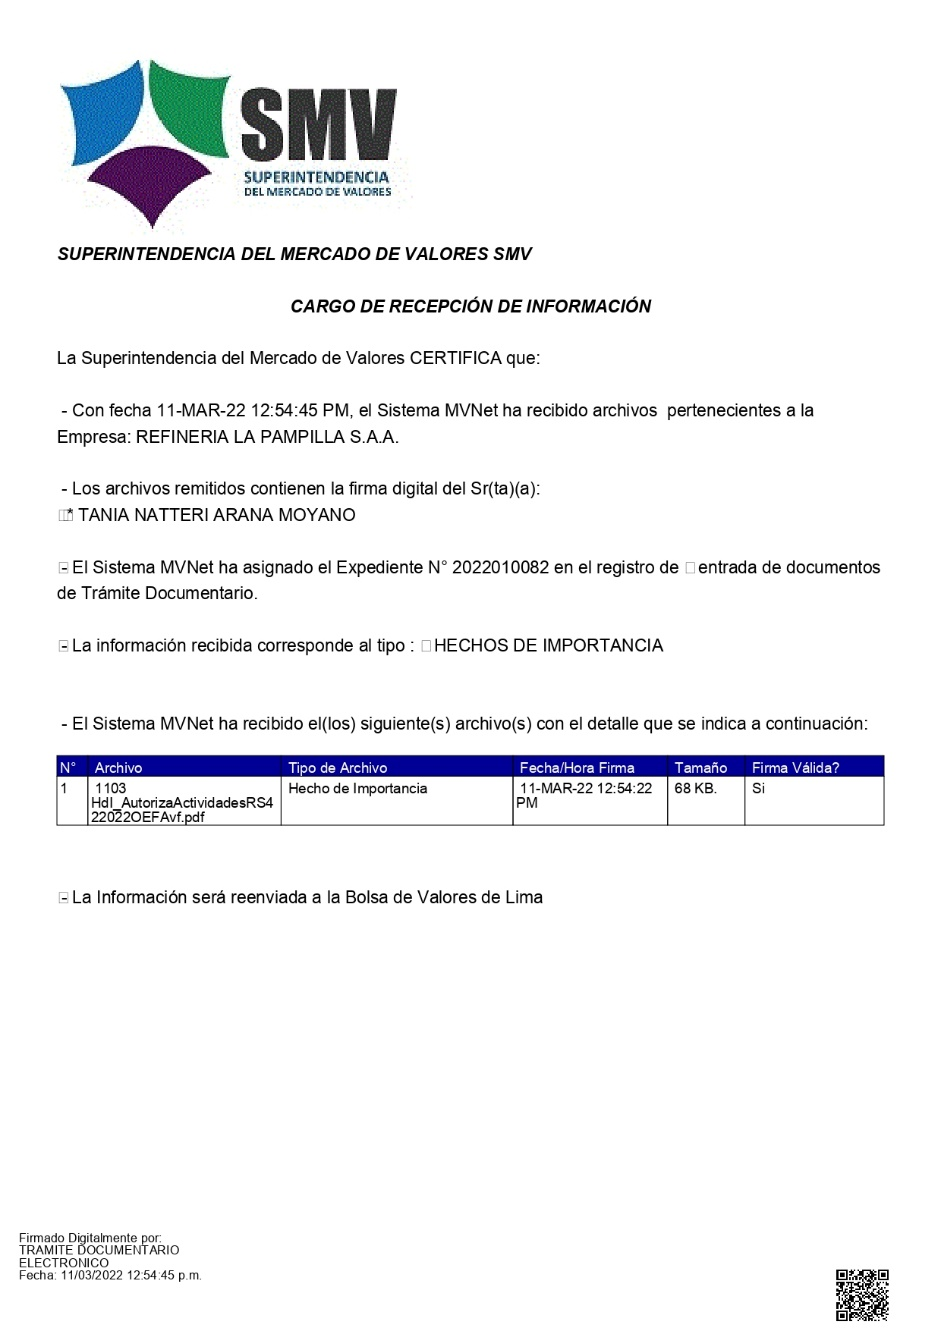 SMV
SUPERINTENDENCIA
DEL MERCADO DE VALORES
SUPERINTENDENCIA DEL MERCADO DE VALORES SMV
CARGO DE RECEPCIÓN DE INFORMACIÓN
La Superintendencia del Mercado de Valores CERTIFICA que:
- Con fecha 11-MAR-22 12:54:45 PM, el Sistema MVNet ha recibido archivos pertenecientes a la
Empresa: REFINERIA LA PAMPILLA S.A.A.
- Los archivos remitidos contienen la firma digital del Sr(ta)(a):
* TANIA NATTERI ARANA MOYANO
- El Sistema MVNet ha asignado el Expediente N° 2022010082 en el registro de entrada de documentos
de Trámite Documentario.
- La información recibida corresponde al tipo : HECHOS DE IMPORTANCIA
- El Sistema MVNet ha recibido el(los) siguiente(s) archivo(s) con el detalle que se indica a continuación:
N° Archivo Tipo de Archivo Fecha/Hora Firma Tamaño Firma Válida?
1 1103 Hecho de Importancia 11-MAR-22 12:54:22 68 KB. Si
HdI_AutorizaActividadesRS4 PM
22022OEFAvf.pdf
- La Información será reenviada a la Bolsa de Valores de Lima
Firmado Digitalmente por:
TRAMITE DOCUMENTARIO
ELECTRONICO
Fecha: 11/03/2022 12:54:45 p.m.